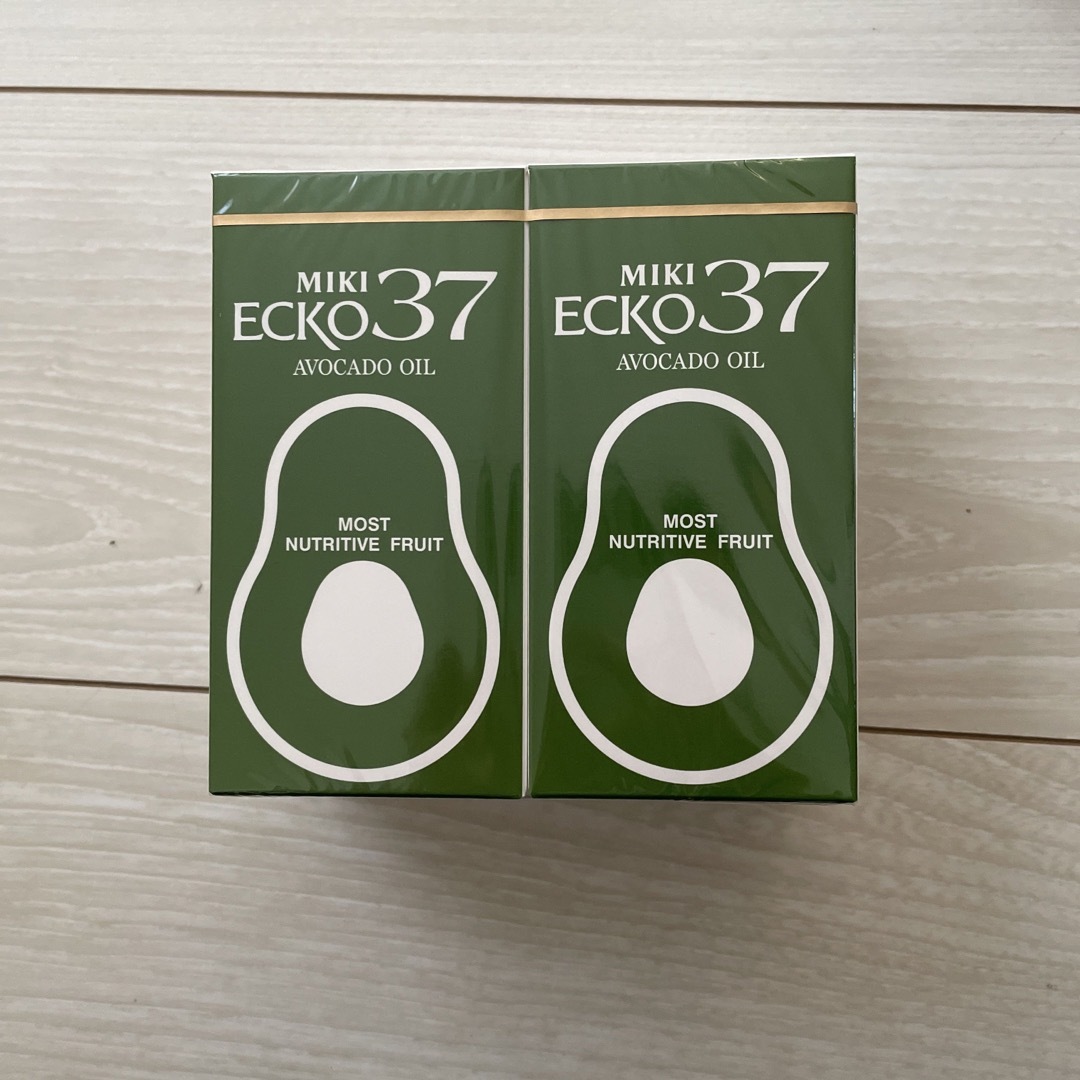 MIKI
ECKO37
AVOCADO OIL
MOST
NUTRITIVE FRUIT
MIKI
ECKO37
AVOCADO OIL
MOST
NUTRITIVE FRUIT